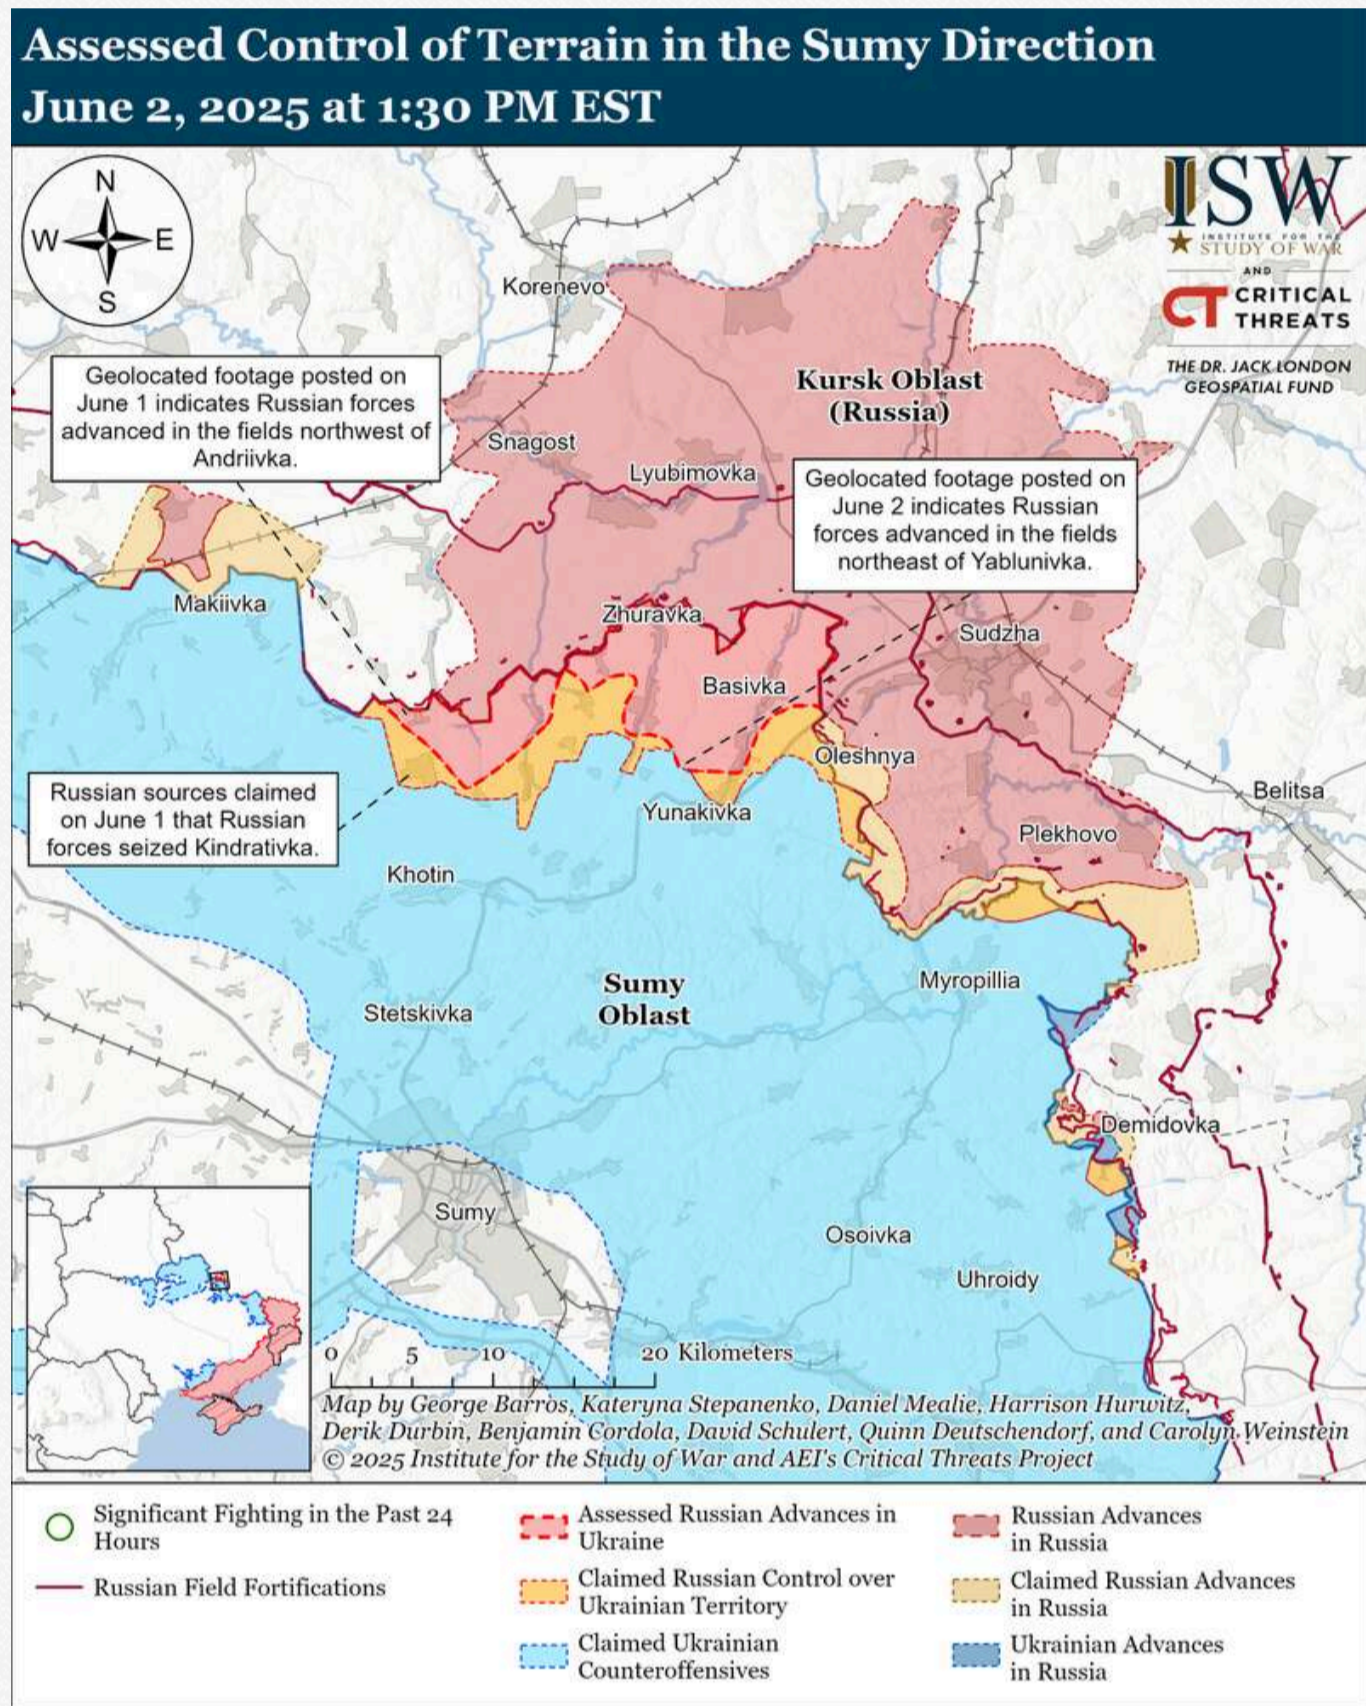 Assessed Control of Terrain in the Sumy Direction
June 2, 2025 at 1:30 PM EST
N
W
E
S
ISW
INSTITUTE FOR THE
STUDY OF WAR
AND
CT CRITICAL
THREATS
THE DR. JACK LONDON
GEOSPATIAL FUND
Korenevo
Geolocated footage posted on
June 1 indicates Russian forces
advanced in the fields northwest of
Andriivka.
Kursk Oblast
(Russia)
Snagost
Lyubimovka
Geolocated footage posted on
June 2 indicates Russian
forces advanced in the fields
northeast of Yablunivka.
Makiivka
Zhuravka
Sudzha
Basivka
Oleshnya
Russian sources claimed
on June 1 that Russian
forces seized Kindrativka.
Belitsa
Yunakivka
Plekhovo
Khotin
Myropillia
Sumy
Oblast
Stetskivka
Demidovka
Sumy
Osoivka
Uhroidy
0 5 10 20 Kilometers
Map by George Barros, Kateryna Stepanenko, Daniel Mealie, Harrison Hurwitz,
Derik Durbin, Benjamin Cordola, David Schulert, Quinn Deutschendorf, and Carolyn Weinstein
© 2025 Institute for the Study of War and AEI's Critical Threats Project
Significant Fighting in the Past 24
Hours
Russian Field Fortifications
Assessed Russian Advances in
Ukraine
Claimed Russian Control over
Ukrainian Territory
Claimed Ukrainian
Counteroffensives
Russian Advances
in Russia
Claimed Russian Advances
in Russia
Ukrainian Advances
in Russia